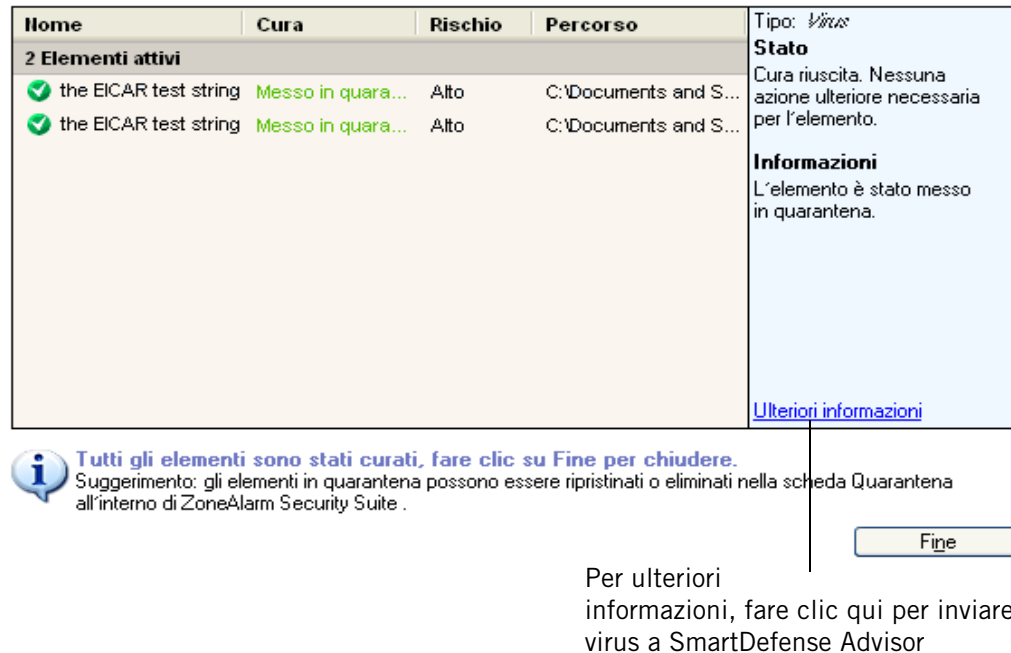 Nome Cura Rischio Percorso
2 Elementi attivi
the EICAR test string Messo in quara... Alto C:\Documents and S...
the EICAR test string Messo in quara... Alto C:\Documents and S...
Tipo: Virus
Stato
Cura riuscita. Nessuna
azione ulteriore necessaria
per l´elemento.
Informazioni
L´elemento è stato messo
in quarantena.
Ulteriori informazioni
Tutti gli elementi sono stati curati, fare clic su Fine per chiudere.
Suggerimento: gli elementi in quarantena possono essere ripristinati o eliminati nella scheda Quarantena
all´interno di ZoneAlarm Security Suite .
Fine
Per ulteriori
informazioni, fare clic qui per inviare
virus a SmartDefense Advisor